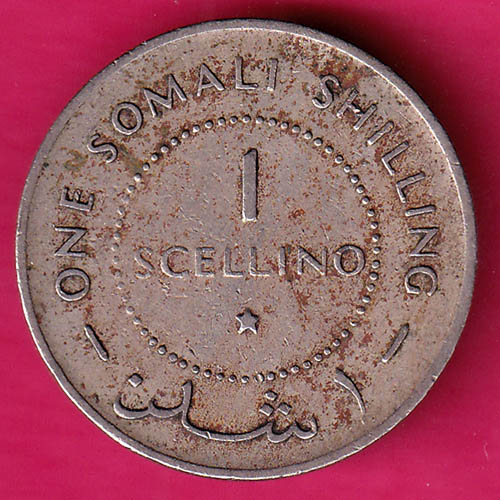 ONE SOMALI SHILLING
1
SCELLINO
١ شلن